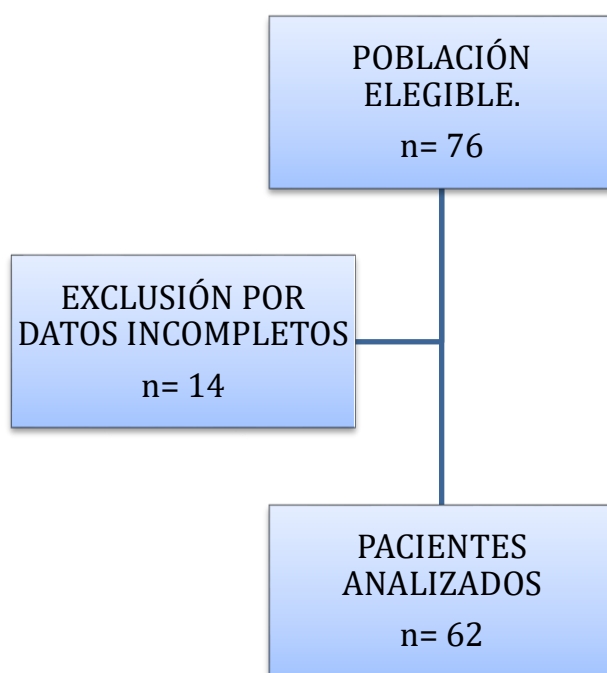 POBLACIÓN
ELEGIBLE.
n= 76
EXCLUSIÓN POR
DATOS INCOMPLETOS
n= 14
PACIENTES
ANALIZADOS
n= 62